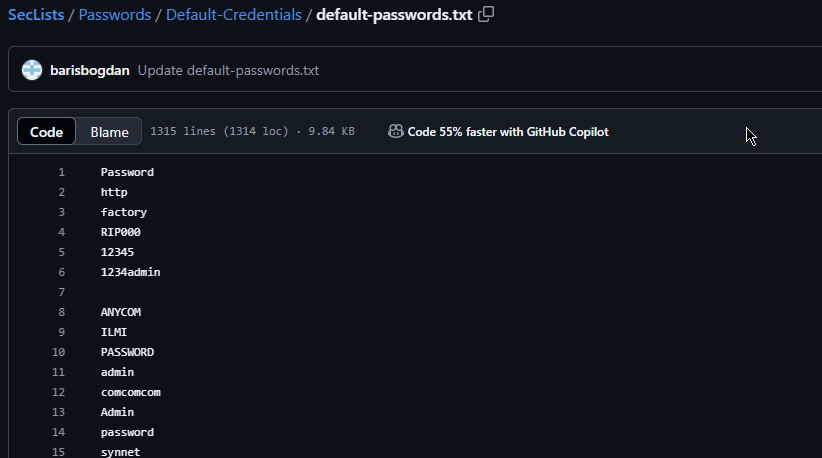 SecLists / Passwords / Default-Credentials / default-passwords.txt
barisbogdan Update default-passwords.txt
Code Blame 1315 lines (1314 loc) · 9.84 KB Code 55% faster with GitHub Copilot
1 Password
2 http
3 factory
4 RIP000
5 12345
6 1234admin
7
8 ANYCOM
9 ILMI
10 PASSWORD
11 admin
12 comcomcom
13 Admin
14 password
15 synnet